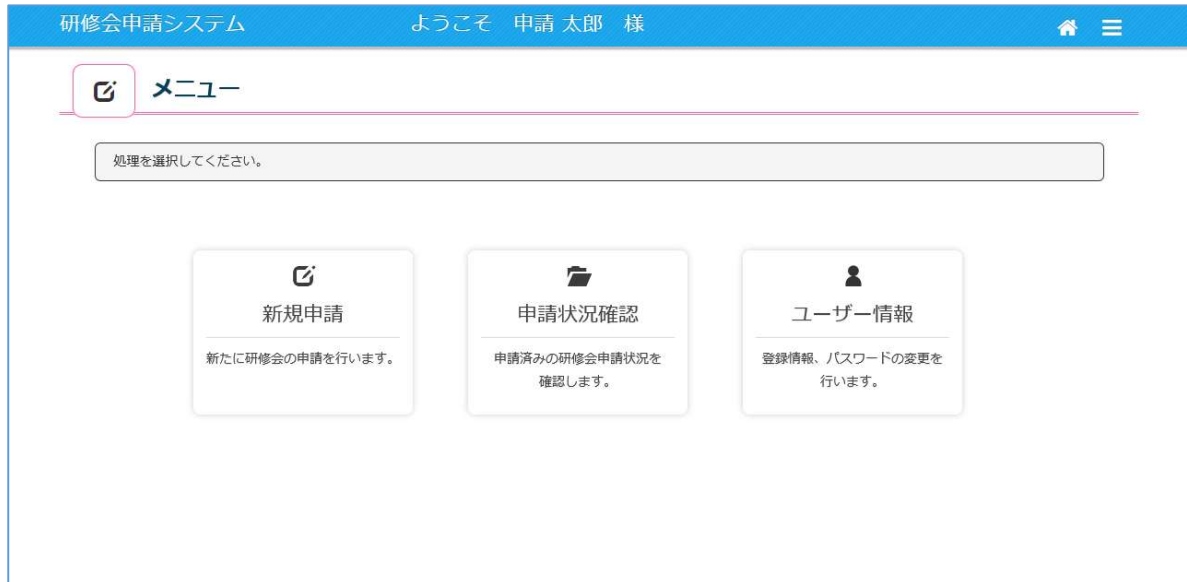 研修会申請システム　ようこそ　申請 太郎　様
メニュー
処理を選択してください。
新規申請
新たに研修会の申請を行います。
申請状況確認
申請済みの研修会申請状況を
確認します。
ユーザー情報
登録情報、パスワードの変更を
行います。